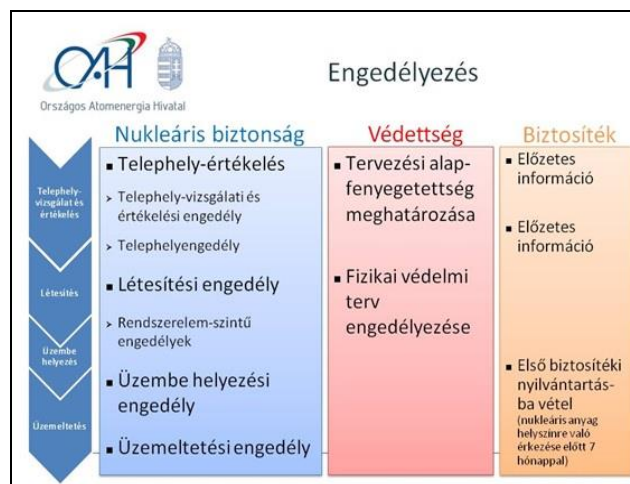 OAH
Országos Atomenergia Hivatal
Engedélyezés
Nukleáris biztonság
Védettség
Biztosíték
Telephely-
vizsgálat és
értékelés
Létesítés
Üzembe
helyezés
Üzemeltetés
▪ Telephely-értékelés
➢ Telephely-vizsgálati és
értékelési engedély
➢ Telephelyengedély
▪ Létesítési engedély
➢ Rendszerelem-szintű
engedélyek
▪ Üzembe helyezési
engedély
▪ Üzemeltetési engedély
▪ Tervezési alap-
fenyegetettség
meghatározása
▪ Fizikai védelmi
terv
engedélyezése
▪ Előzetes
információ
▪ Előzetes
információ
▪ Első biztosítéki
nyilvántartás-
ba vétel
(nukleáris anyag
helyszínre való
érkezése előtt 7
hónappal)